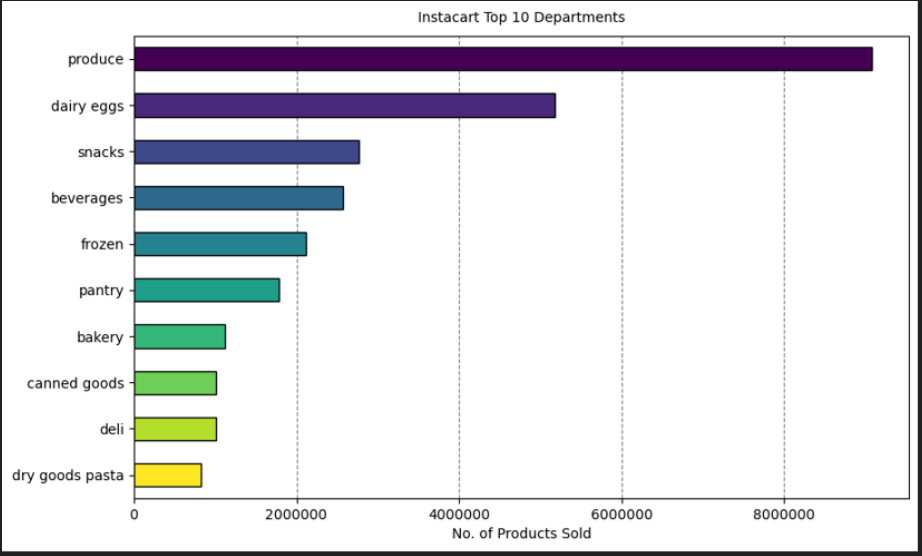 Instacart Top 10 Departments
produce
dairy eggs
snacks
beverages
frozen
pantry
bakery
canned goods
deli
dry goods pasta
0 2000000 4000000 6000000 8000000
No. of Products Sold